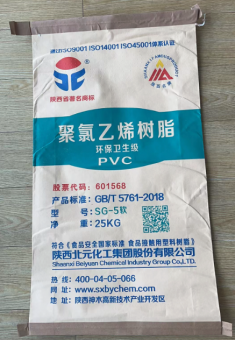 通过ISO9001 ISO14001 ISO45001体系认证
陕西省著名商标
聚氯乙烯树脂
环保卫生级
PVC
股票代码：601568
产品标准：GB/T 5761-2018
型 号：SG-5软
净 重：25KG
符合《食品安全国家标准 食品接触用塑料树脂》
陕西北元化工集团股份有限公司
Shaanxi Beiyuan Chemical Industry Group Co.,LTD.
热线：400-04-05-066
网址：www.sxbychem.com
地址：陕西神木高新技术产业开发区